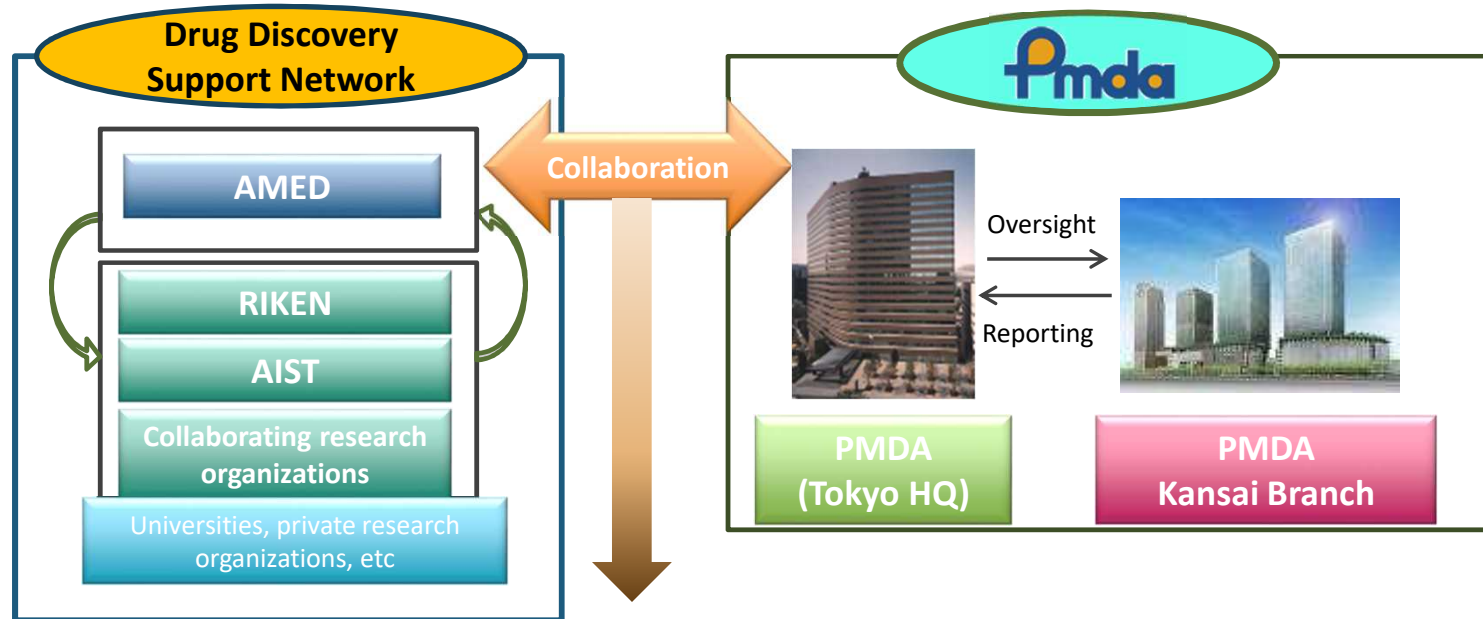 Drug Discovery
Support Network
AMED
RIKEN
AIST
Collaborating research
organizations
Universities, private research
organizations, etc
Collaboration
Pmda
Oversight
Reporting
PMDA
(Tokyo HQ)
PMDA
Kansai Branch